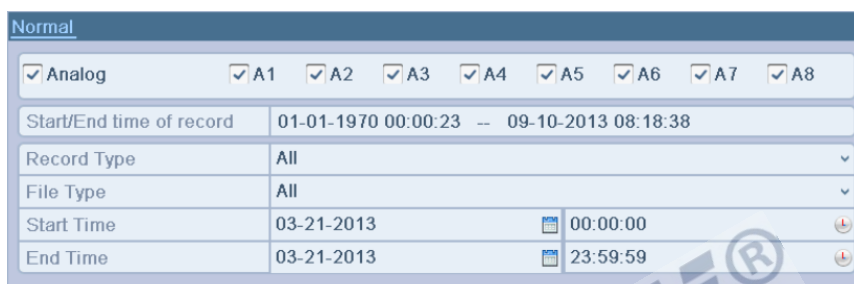 Normal
Analog A1 A2 A3 A4 A5 A6 A7 A8
Start/End time of record 01-01-1970 00:00:23 -- 09-10-2013 08:18:38
Record Type All
File Type All
Start Time 03-21-2013 00:00:00
End Time 03-21-2013 23:59:59
®